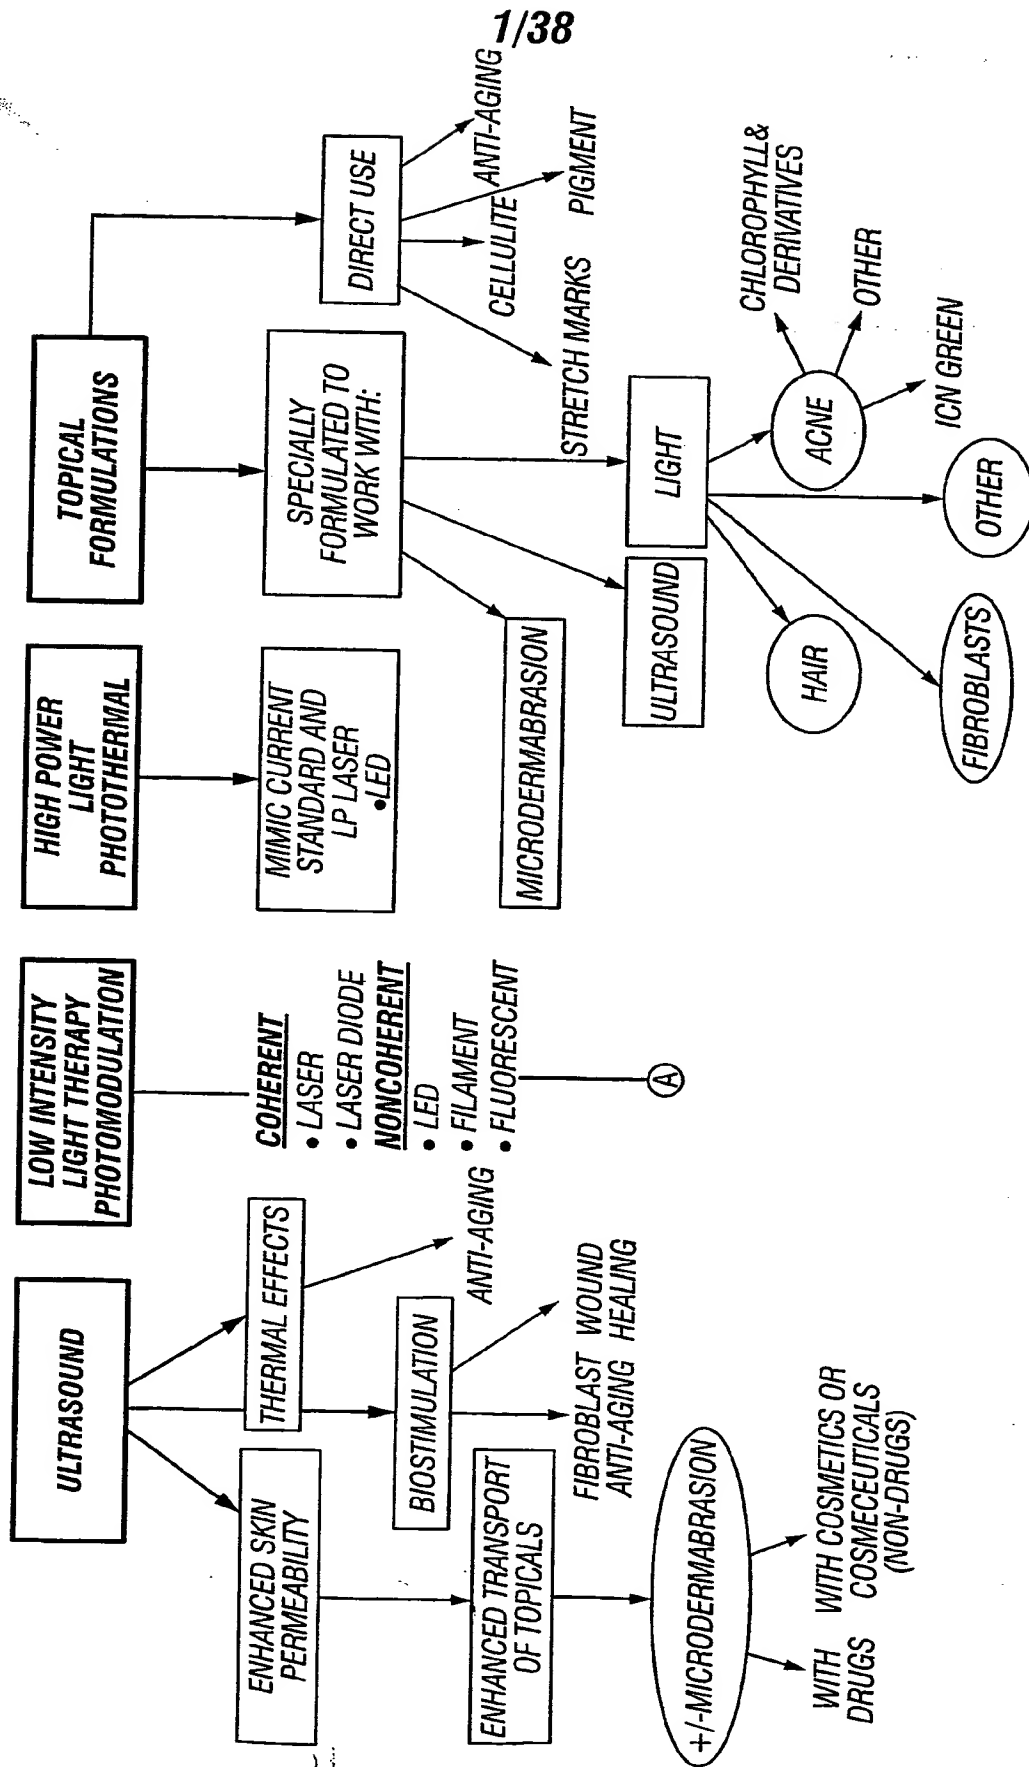 1/38
ULTRASOUND
LOW INTENSITY
LIGHT THERAPY
PHOTOMODULATION
HIGH POWER
LIGHT
PHOTOTHERMAL
TOPICAL
FORMULATIONS
ENHANCED SKIN
PERMEABILITY
THERMAL EFFECTS
COHERENT
• LASER
• LASER DIODE
NONCOHERENT
• LED
• FILAMENT
• FLUORESCENT
MIMIC CURRENT
STANDARD AND
LP LASER
•LED
SPECIALLY
FORMULATED TO
WORK WITH:
DIRECT USE
BIOSTIMULATION
ANTI-AGING
ENHANCED TRANSPORT
OF TOPICALS
FIBROBLAST
ANTI-AGING
WOUND
HEALING
A
MICRODERMABRASION
STRETCH MARKS
CELLULITE
PIGMENT
ANTI-AGING
ULTRASOUND
LIGHT
+/-MICRODERMABRASION
WITH
DRUGS
WITH COSMETICS OR
COSMECEUTICALS
(NON-DRUGS)
HAIR
ACNE
CHLOROPHYLL&
DERIVATIVES
OTHER
ICN GREEN
FIBROBLASTS
OTHER